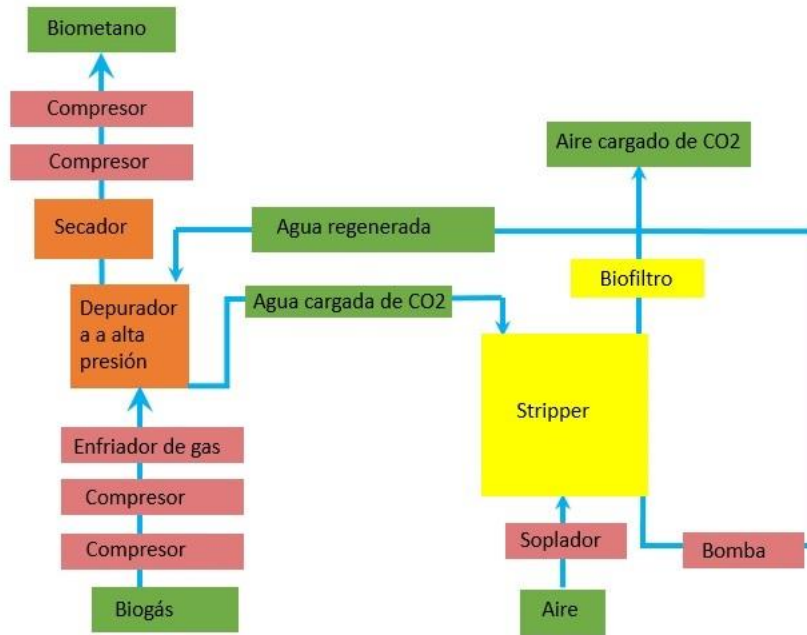 Biometano
Compresor
Compresor
Secador
Depurador
a a alta
presión
Enfriador de gas
Compresor
Compresor
Biogás
Agua regenerada
Agua cargada de CO2
Aire cargado de CO2
Biofiltro
Stripper
Soplador
Bomba
Aire